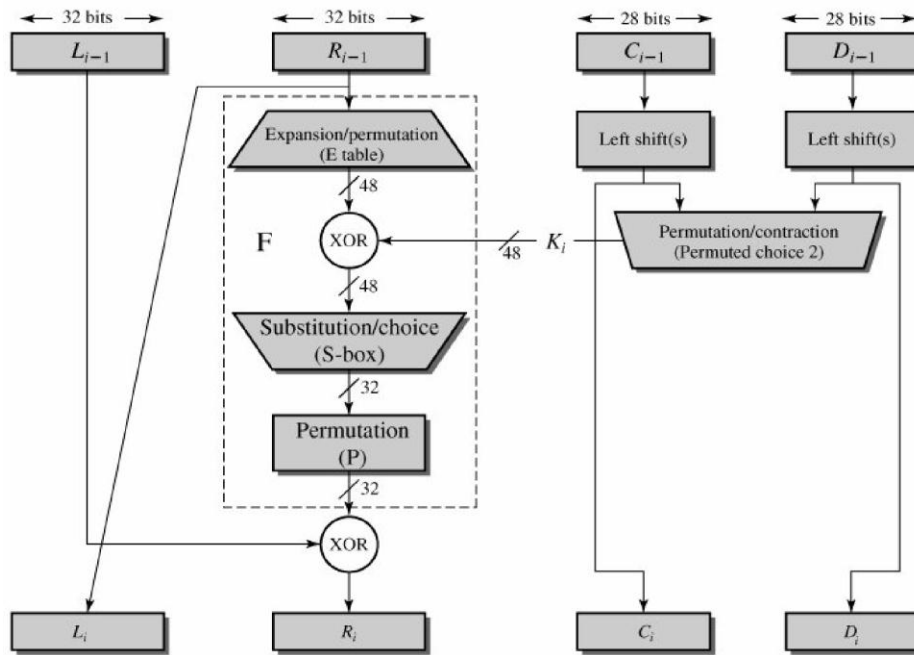 32 bits
32 bits
28 bits
28 bits
L_{i-1}
R_{i-1}
C_{i-1}
D_{i-1}
Expansion/permutation
(E table)
Left shift(s)
Left shift(s)
48
F
XOR
48
K_i
Permutation/contraction
(Permuted choice 2)
48
Substitution/choice
(S-box)
32
Permutation
(P)
32
XOR
L_i
R_i
C_i
D_i